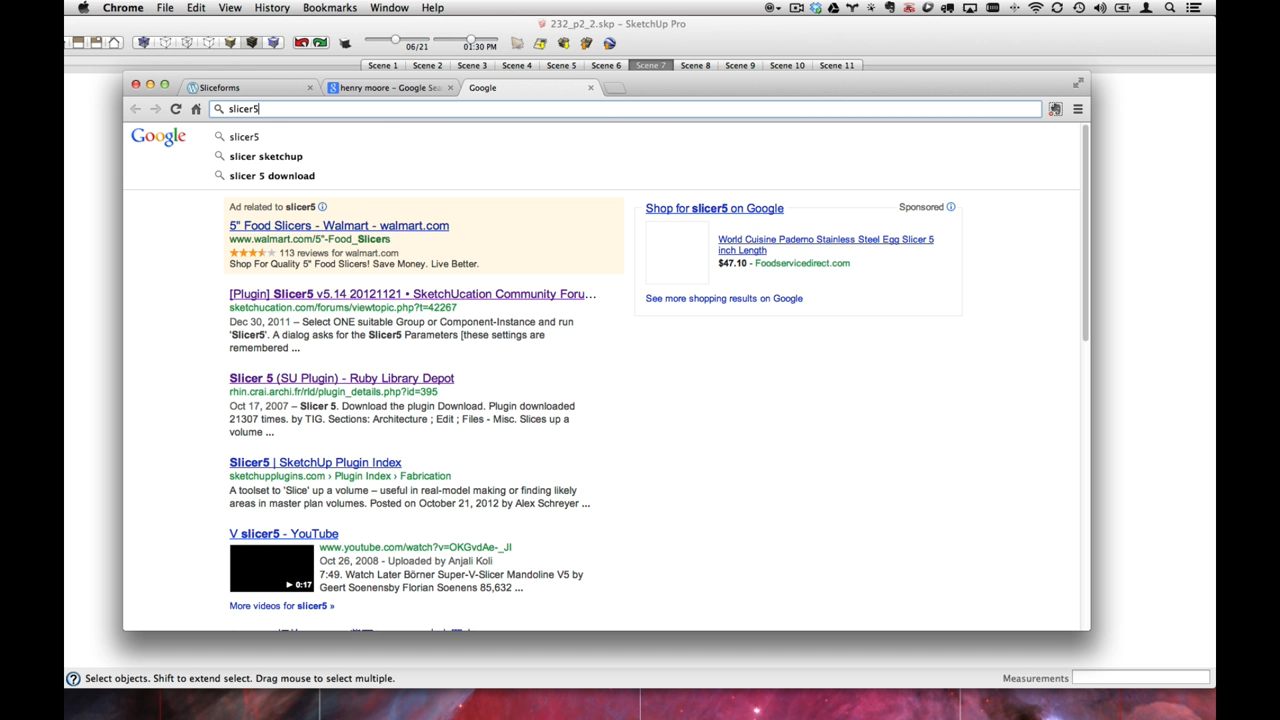 Chrome File Edit View History Bookmarks Window Help
232_p2_2.skp - SketchUp Pro
06/21 01:30 PM
Scene 1 Scene 2 Scene 3 Scene 4 Scene 5 Scene 6 Scene 7 Scene 8 Scene 9 Scene 10 Scene 11
Sliceforms henry moore – Google Sea Google
slicer5
Google
slicer5
slicer sketchup
slicer 5 download
Ad related to slicer5
5" Food Slicers - Walmart - walmart.com
www.walmart.com/5"-Food_Slicers
113 reviews for walmart.com
Shop For Quality 5" Food Slicers! Save Money. Live Better.
Shop for slicer5 on Google Sponsored
World Cuisine Paderno Stainless Steel Egg Slicer 5
inch Length
$47.10 - Foodservicedirect.com
See more shopping results on Google
[Plugin] Slicer5 v5.14 20121121 • SketchUcation Community Foru...
sketchucation.com/forums/viewtopic.php?t=42267
Dec 30, 2011 – Select ONE suitable Group or Component-Instance and run
'Slicer5'. A dialog asks for the Slicer5 Parameters [these settings are
remembered ...
Slicer 5 (SU Plugin) - Ruby Library Depot
rhin.crai.archi.fr/rld/plugin_details.php?id=395
Oct 17, 2007 – Slicer 5. Download the plugin Download. Plugin downloaded
21307 times. by TIG. Sections: Architecture ; Edit ; Files - Misc. Slices up a
volume ...
Slicer5 | SketchUp Plugin Index
sketchupplugins.com › Plugin Index › Fabrication
A toolset to 'Slice' up a volume – useful in real-model making or finding likely
areas in master plan volumes. Posted on October 21, 2012 by Alex Schreyer ...
V slicer5 - YouTube
www.youtube.com/watch?v=OKGvdAe-_JI
Oct 26, 2008 - Uploaded by Anjali Koli
7:49. Watch Later Börner Super-V-Slicer Mandoline V5 by
Geert Soenensby Florian Soenens 85,632 ...
0:17
More videos for slicer5 »
Select objects. Shift to extend select. Drag mouse to select multiple.
Measurements